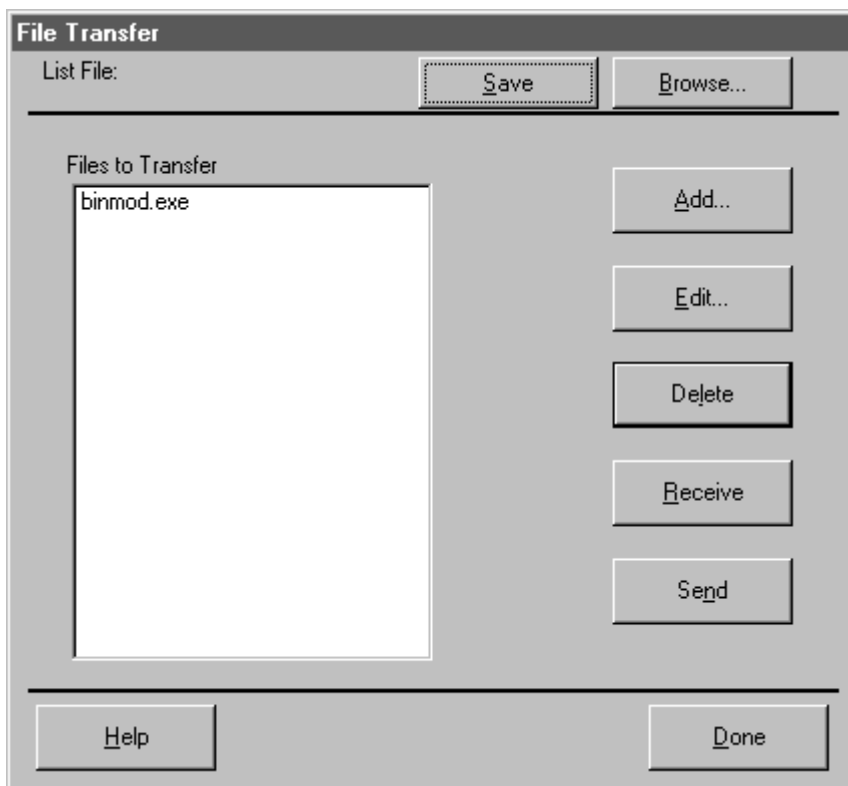 File Transfer
List File:
Save
Browse...
Files to Transfer
binmod.exe
Add...
Edit...
Delete
Receive
Send
Help
Done